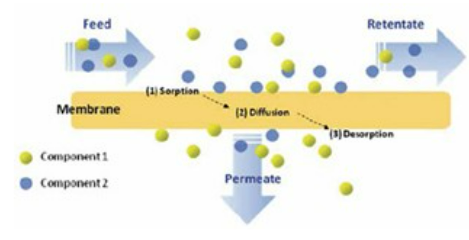 Feed
Retentate
(1) Sorption
Membrane
(2) Diffusion
(3) Desorption
Component 1
Component 2
Permeate